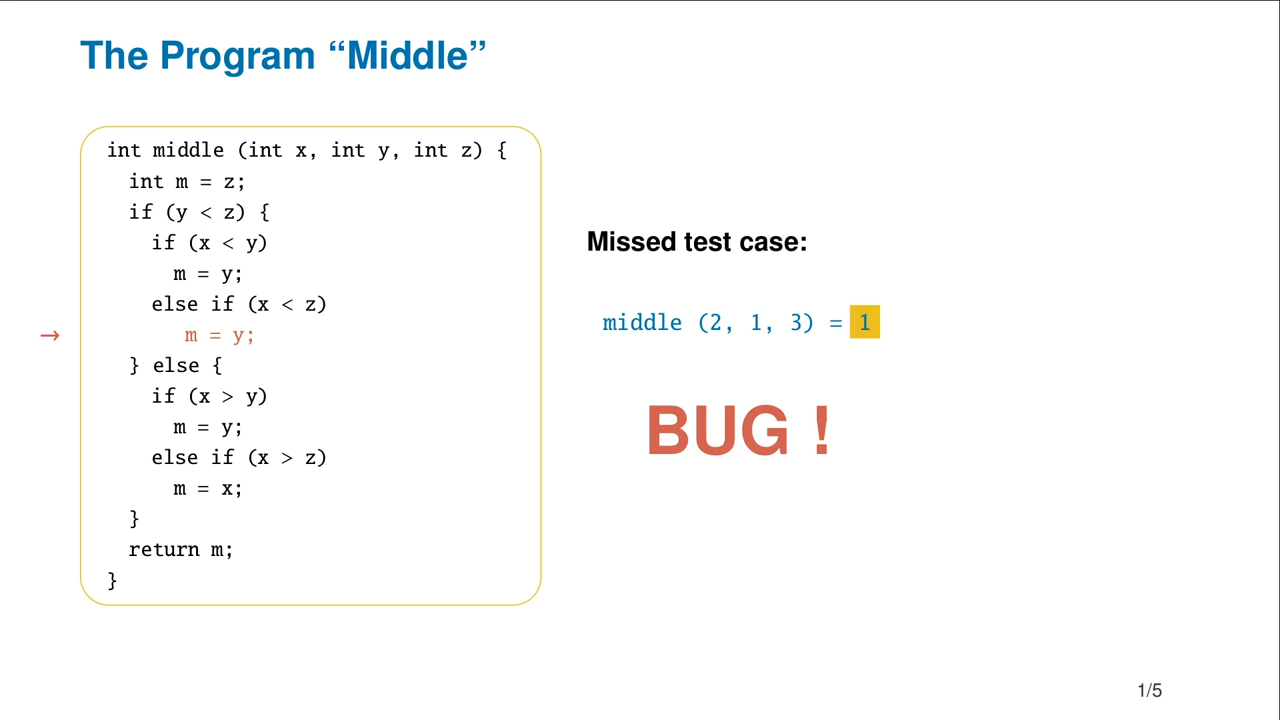 The Program “Middle”
int middle (int x, int y, int z) {
int m = z;
if (y < z) {
if (x < y)
m = y;
else if (x < z)
→ m = y;
} else {
if (x > y)
m = y;
else if (x > z)
m = x;
}
return m;
}
Missed test case:
middle (2, 1, 3) = 1
BUG !
1/5